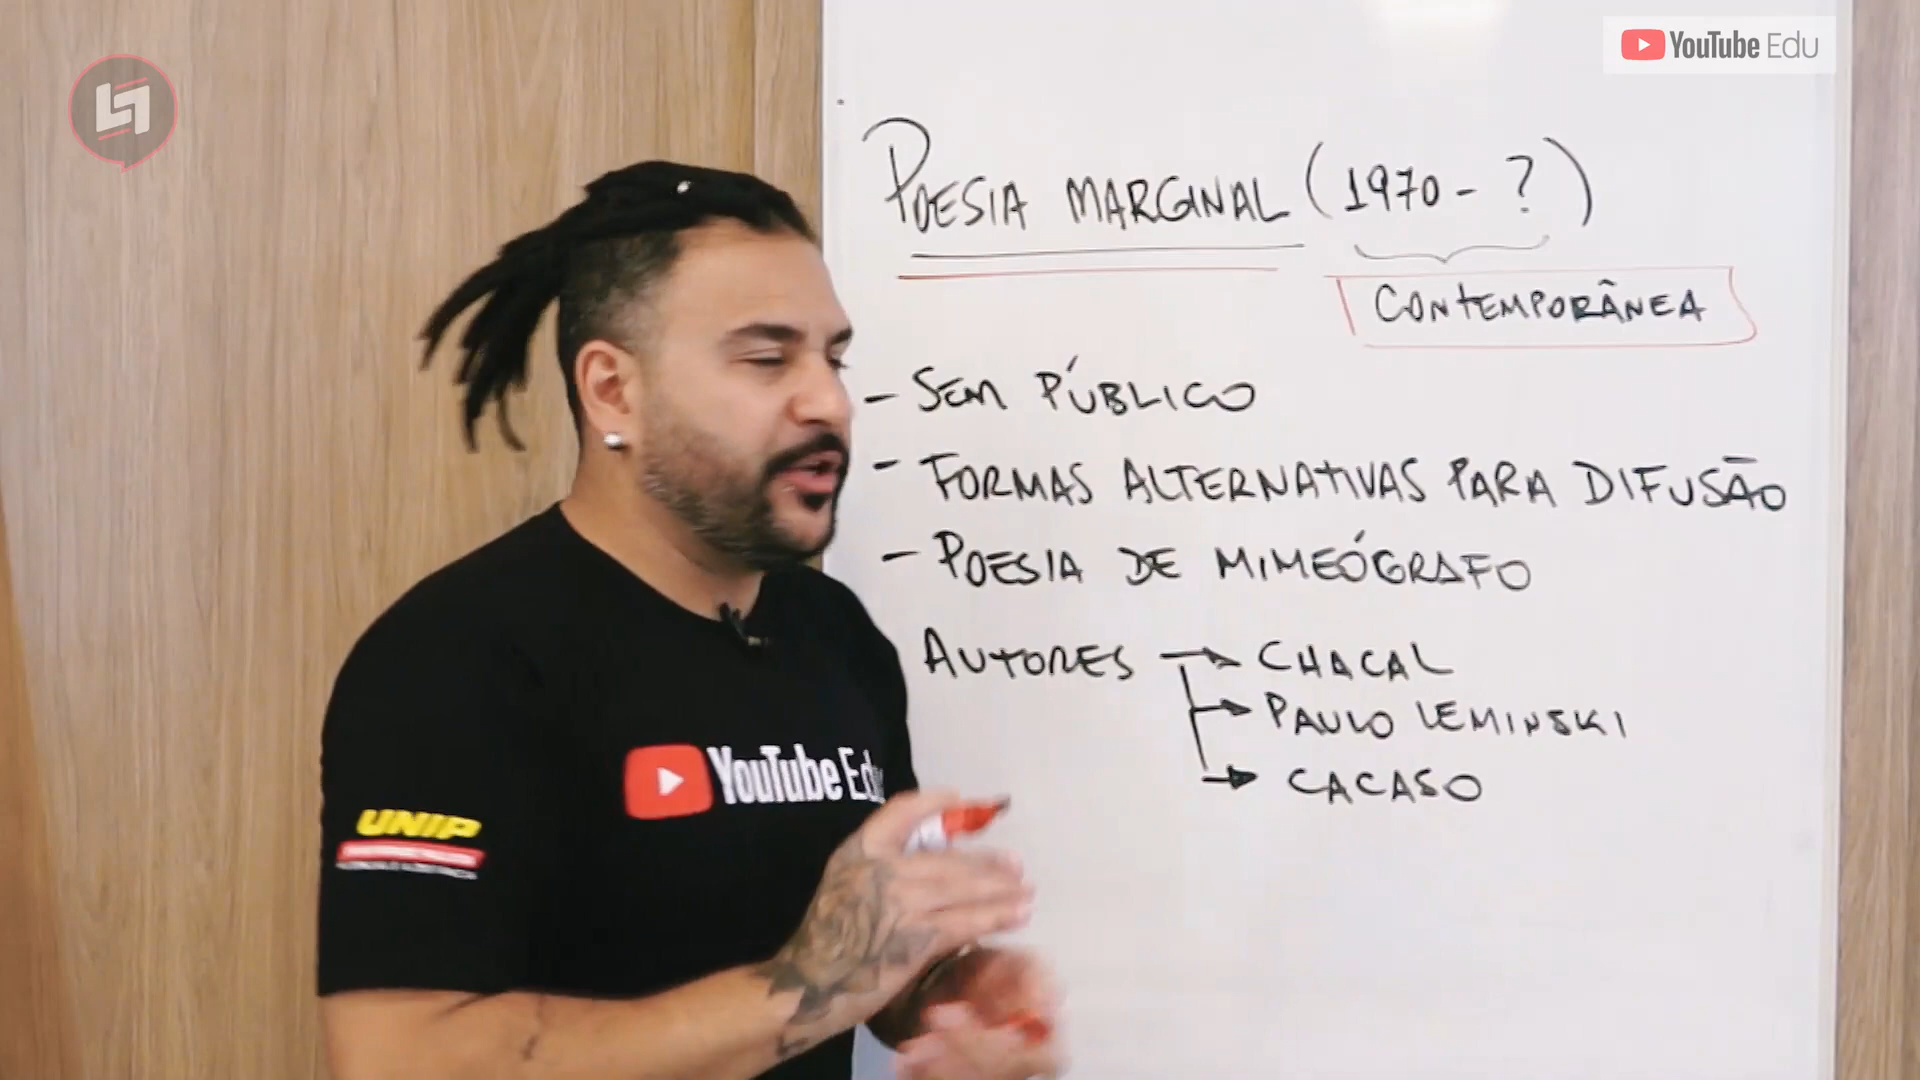 YouTube Edu
POESIA MARGINAL (1970 - ?)
CONTEMPORÂNEA
- SEM PÚBLICO
- FORMAS ALTERNATIVAS PARA DIFUSÃO
- POESIA DE MIMEÓGRAFO
AUTORES → CHACAL
→ PAULO LEMINSKI
→ CACASO
YouTube Edu
UNIP